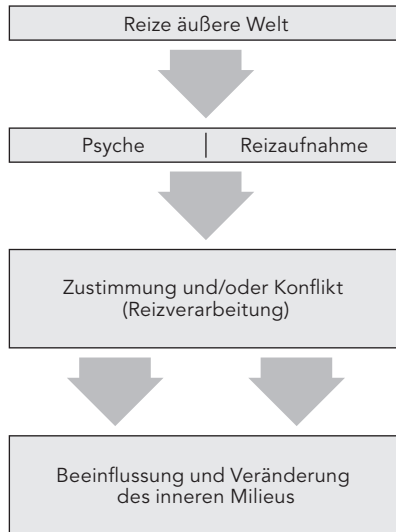 Reize äußere Welt
Psyche | Reizaufnahme
Zustimmung und/oder Konflikt
(Reizverarbeitung)
Beeinflussung und Veränderung
des inneren Milieus